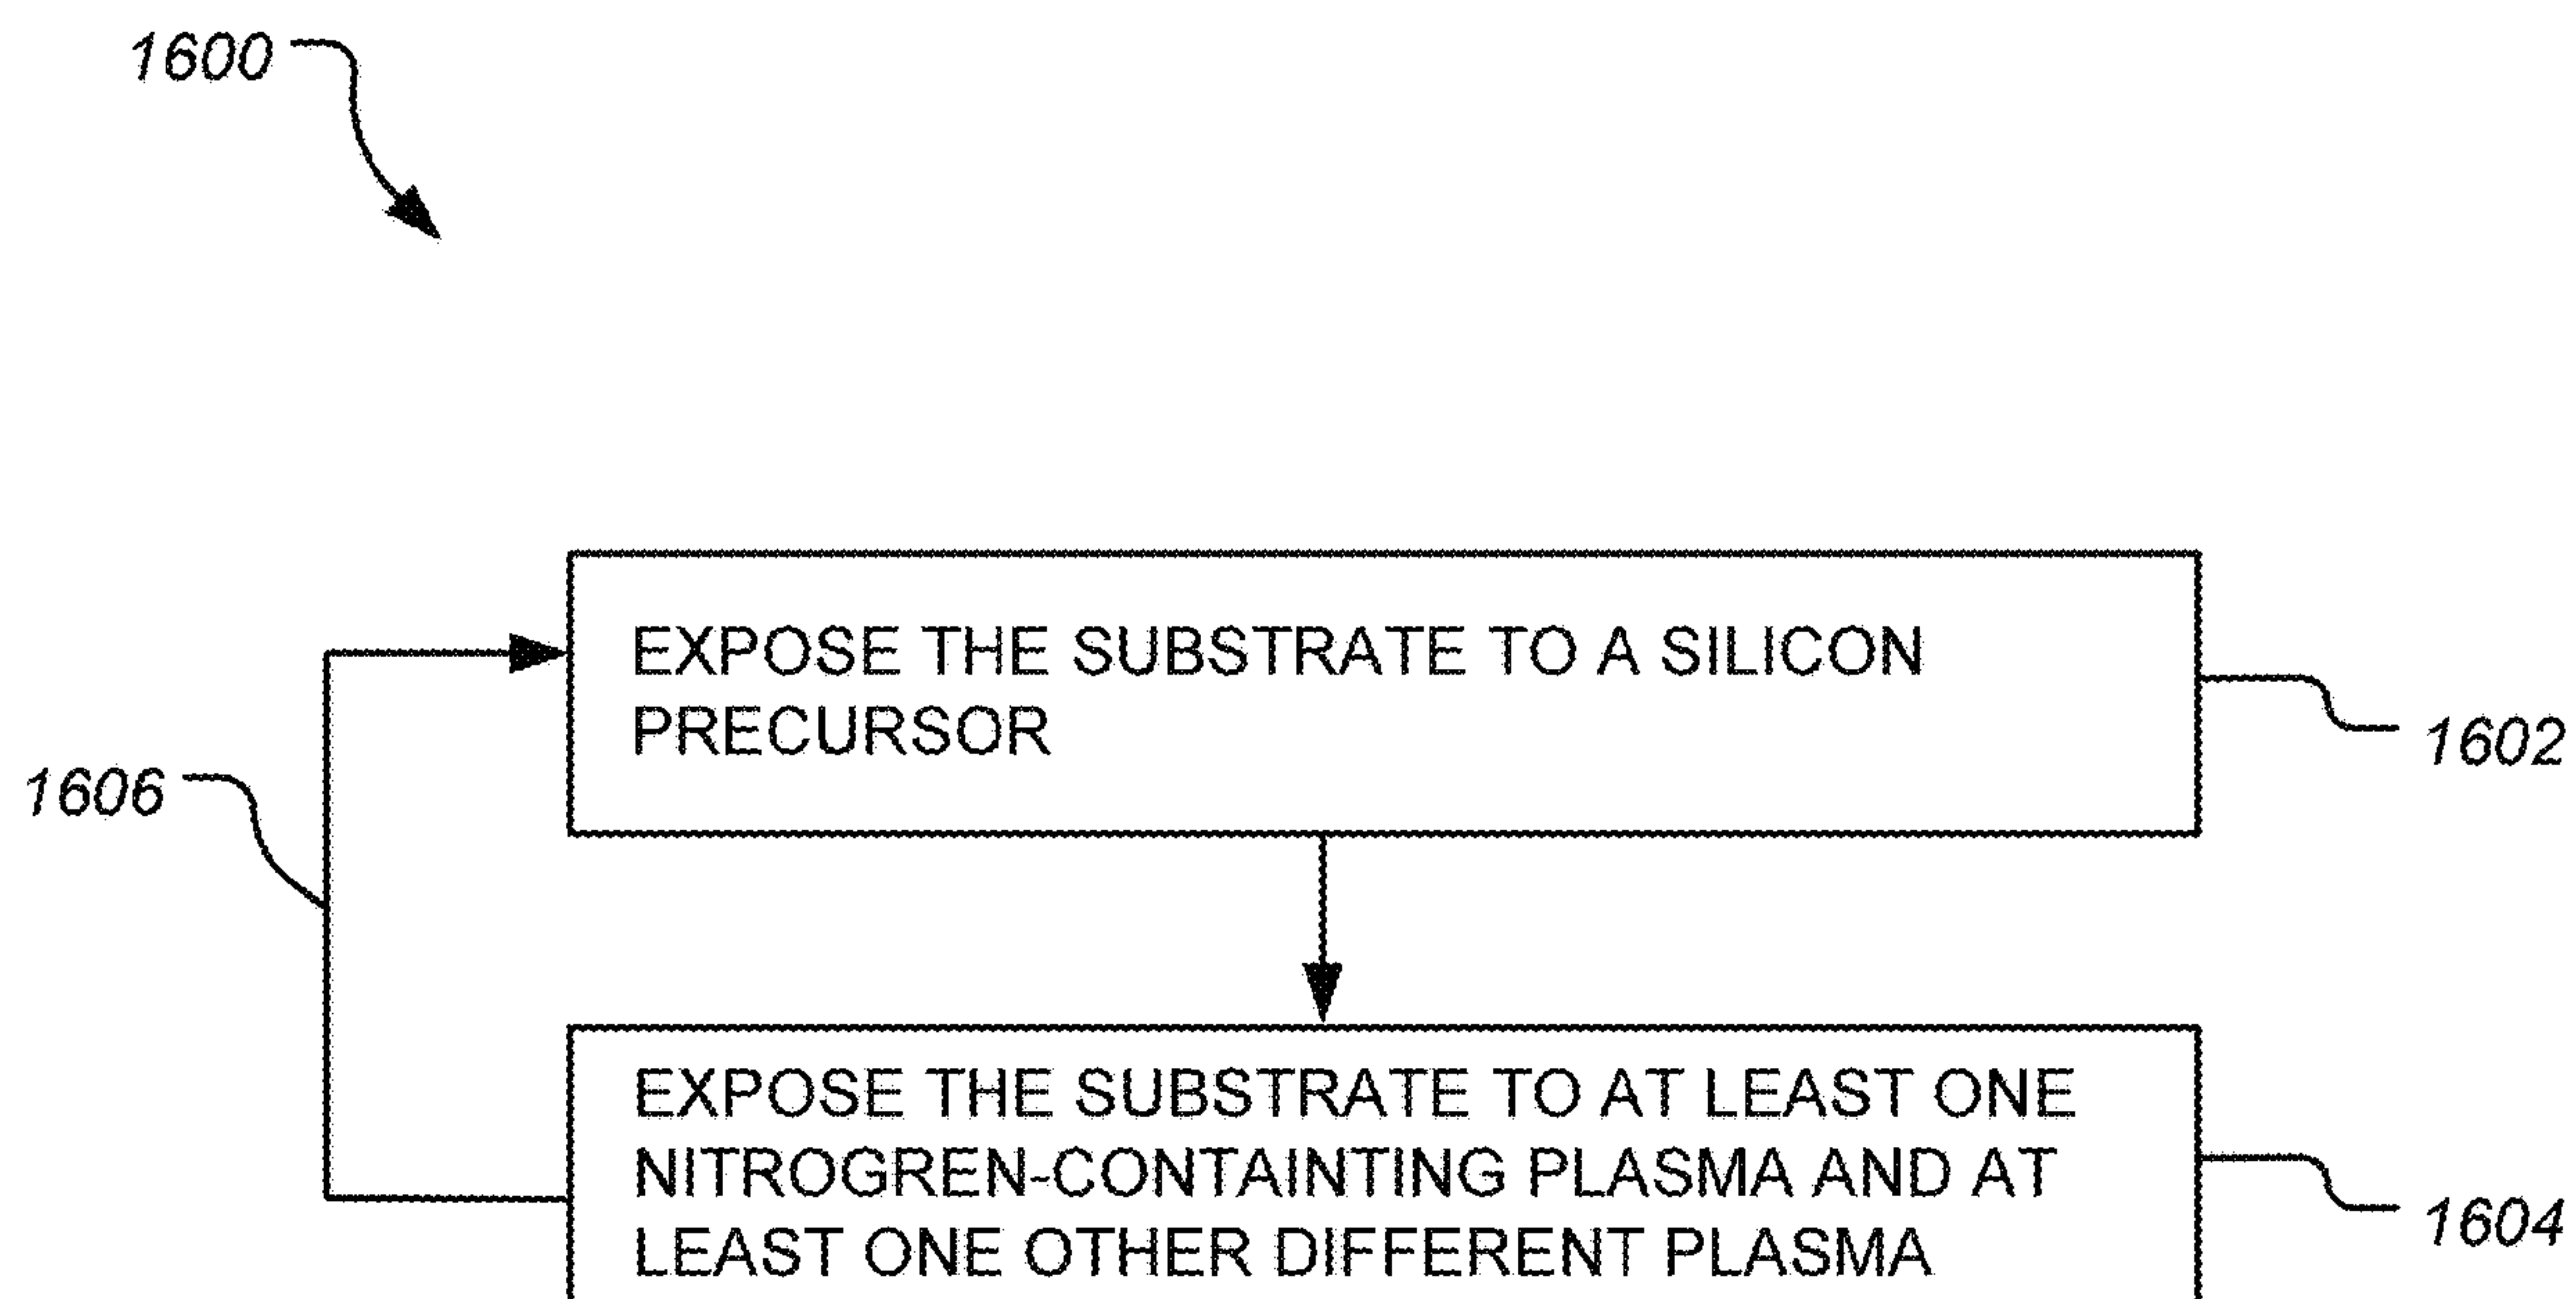 1600
EXPOSE THE SUBSTRATE TO A SILICON
PRECURSOR
1602
1606
EXPOSE THE SUBSTRATE TO AT LEAST ONE
NITROGREN-CONTAINTING PLASMA AND AT
LEAST ONE OTHER DIFFERENT PLASMA
1604